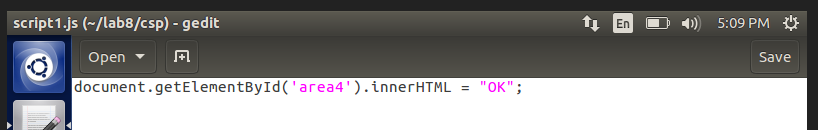 script1.js (~/lab8/csp) - gedit En 5:09 PM
Open Save
document.getElementById('area4').innerHTML = "OK";